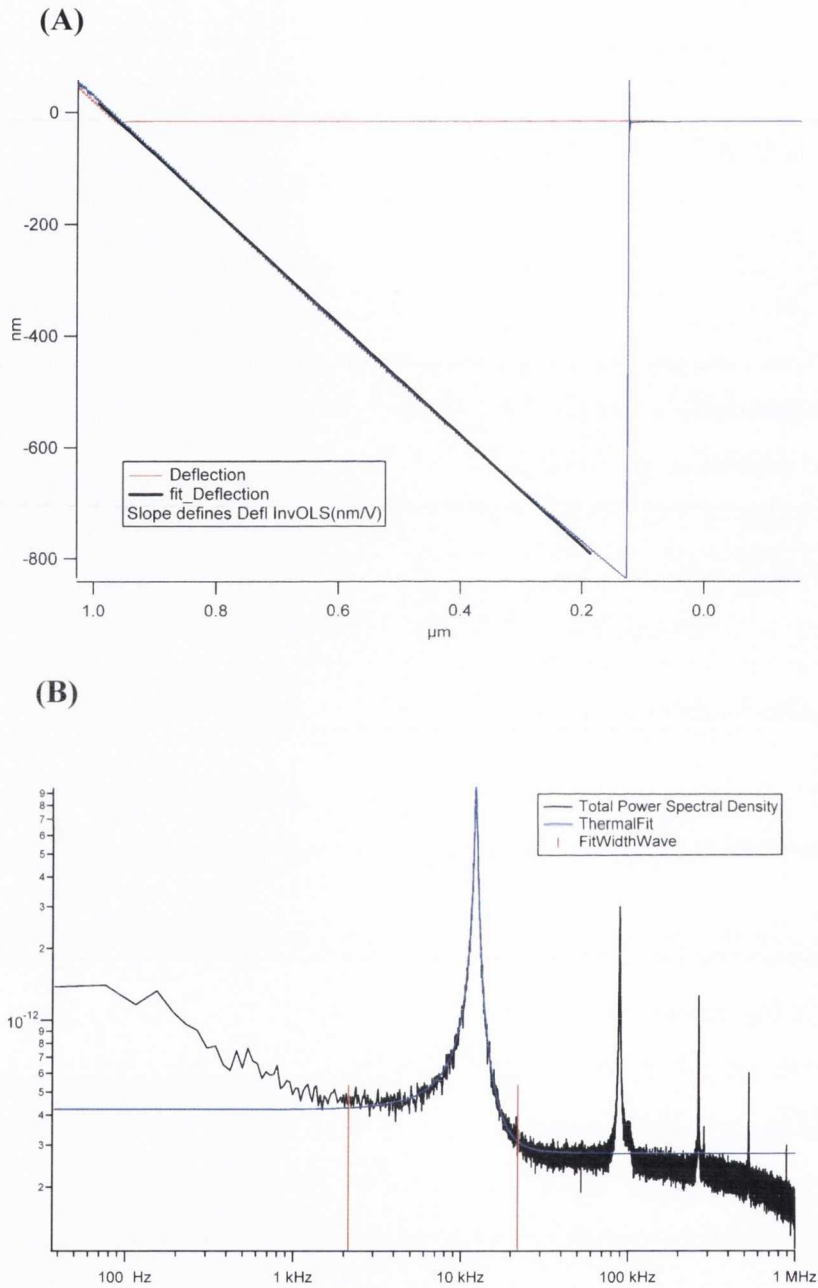 (A)
0
-200
-400
-600
-800
nm
Deflection
fit_Deflection
Slope defines Defl InvOLS(nm/V)
1.0 0.8 0.6 0.4 0.2 0.0
µm
(B)
9
8
7
6
5
4
3
2
10-12
9
8
7
6
5
4
3
2
Total Power Spectral Density
ThermalFit
FitWidthWave
100 Hz 1 kHz 10 kHz 100 kHz 1 MHz